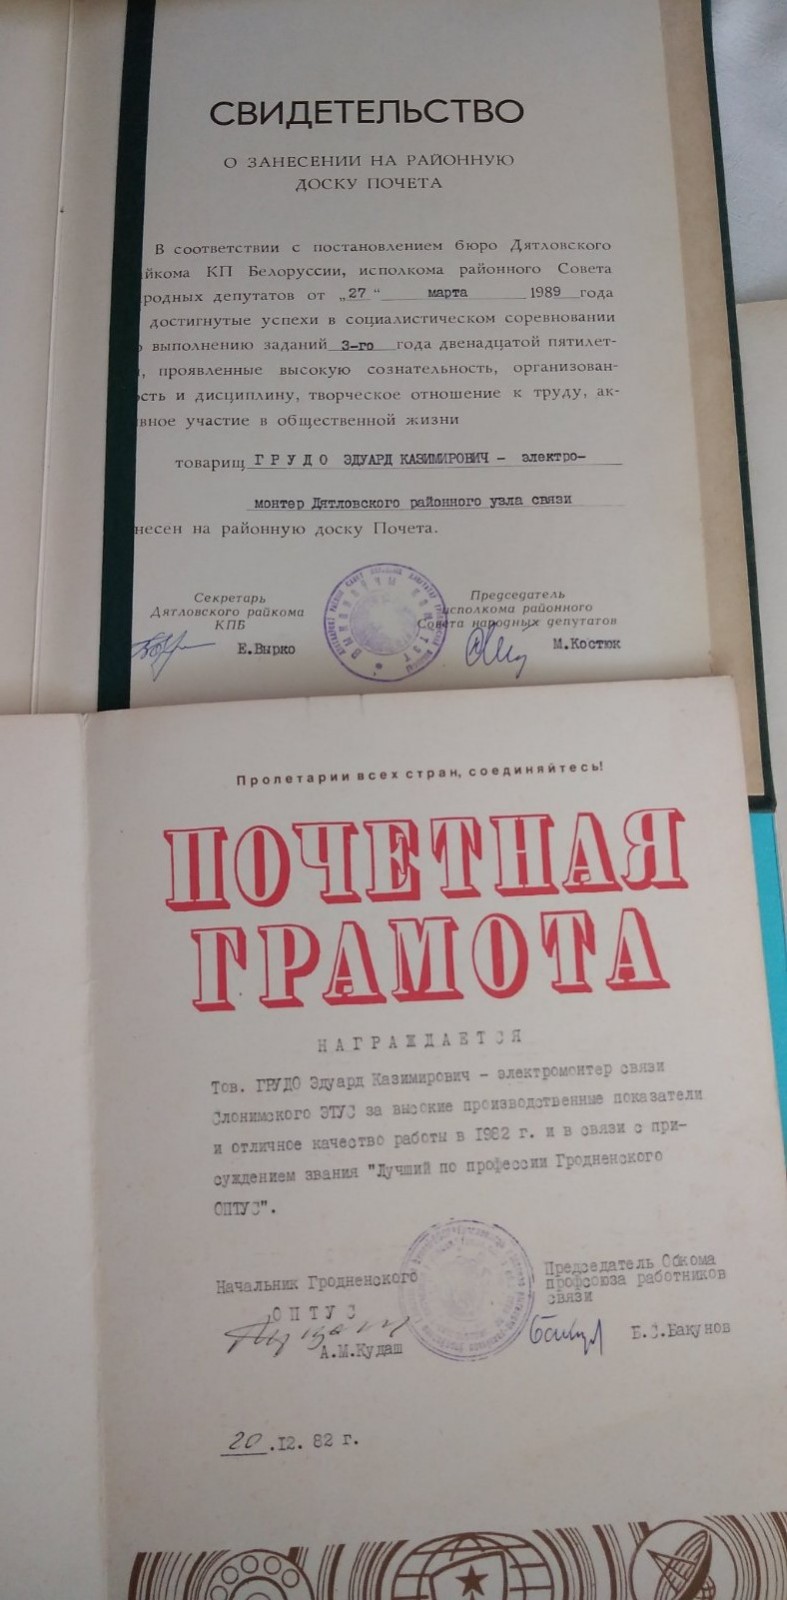 СВИДЕТЕЛЬСТВО
О ЗАНЕСЕНИИ НА РАЙОННУЮ
ДОСКУ ПОЧЕТА
В соответствии с постановлением бюро Дятловского
йкома КП Белоруссии, исполкома районного Совета
родных депутатов от „27 “ марта 1989 года
достигнутые успехи в социалистическом соревновании
о выполнению заданий 3-го года двенадцатой пятилет-
, проявленные высокую сознательность, организован-
сть и дисциплину, творческое отношение к труду, ак-
вное участие в общественной жизни
товарищ ГРУДО ЭДУАРД КАЗИМИРОВИЧ – электро-
монтер Дятловского районного узла связи
несен на районную доску Почета.
Секретарь
Дятловского райкома
КПБ
Е.Вырко
Председатель
исполкома районного
Совета народных депутатов
М.Костюк
Пролетарии всех стран, соединяйтесь!
ПОЧЕТНАЯ
ГРАМОТА
НАГРАЖДАЕТСЯ
Тов. ГРУДО Эдуард Казимирович – электромонтер связи
Слонимского ЭТУС за высокие производственные показатели
и отличное качество работы в 1982 г. и в связи с при-
суждением звания "Лучший по профессии Гродненского
ОПТУС".
Начальник Гродненского
ОПТУС
А.М.Кудаш
Председатель Обкома
профсоюза работников
связи
Б.С.Бакунов
20.12. 82 г.